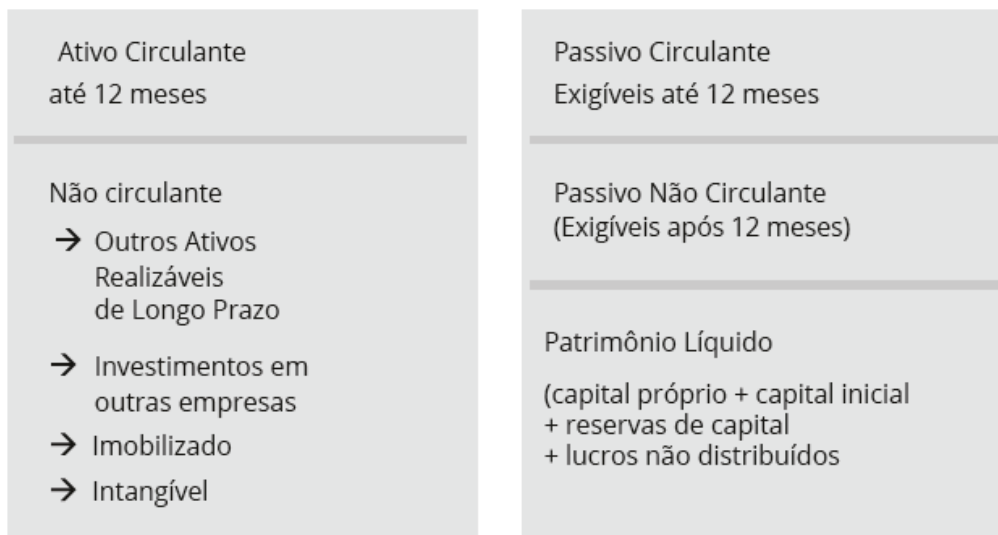 Ativo Circulante
até 12 meses
Não circulante
→ Outros Ativos
Realizáveis
de Longo Prazo
→ Investimentos em
outras empresas
→ Imobilizado
→ Intangível
Passivo Circulante
Exigíveis até 12 meses
Passivo Não Circulante
(Exigíveis após 12 meses)
Patrimônio Líquido
(capital próprio + capital inicial
+ reservas de capital
+ lucros não distribuídos